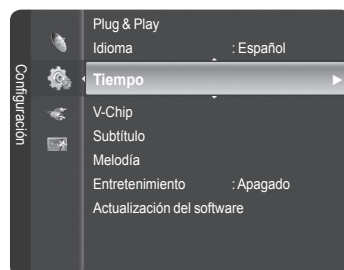 Configuración
Plug & Play
Idioma : Español
Tiempo
V-Chip
Subtítulo
Melodía
Entretenimiento : Apagado
Actualización del software